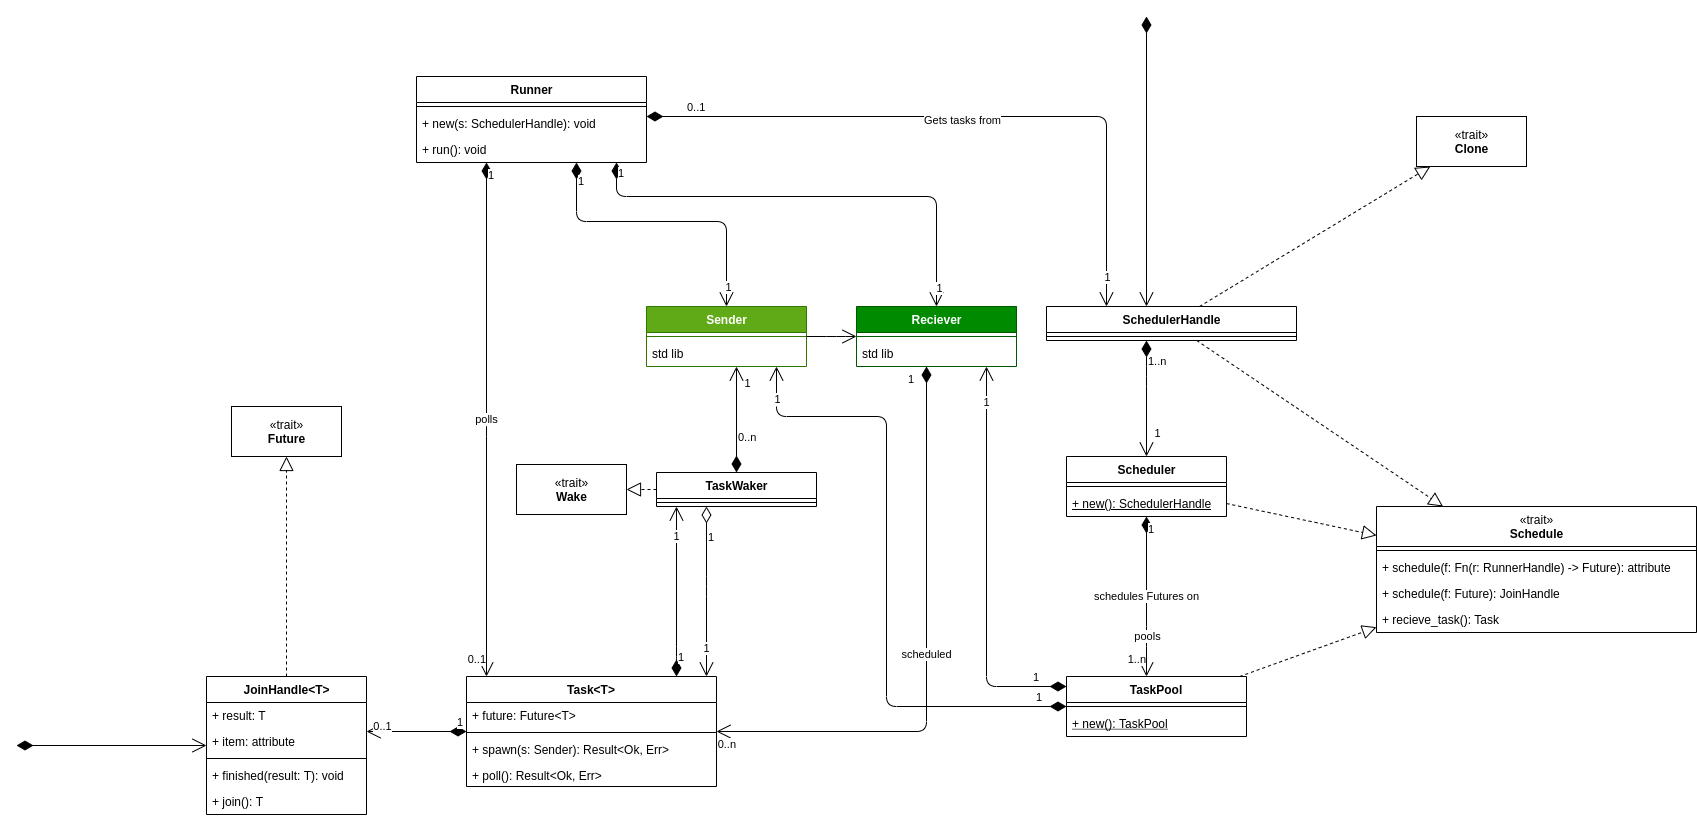 Runner
+ new(s: SchedulerHandle): void
+ run(): void
0..1
Gets tasks from
1
«trait»
Clone
1
1
1
1
1
Sender
std lib
Reciever
std lib
SchedulerHandle
1..n
1
1
1
1
1
polls
0..n
«trait»
Future
«trait»
Wake
TaskWaker
1
1
Scheduler
+ new(): SchedulerHandle
1
«trait»
Schedule
+ schedule(f: Fn(r: RunnerHandle) -> Future): attribute
+ schedule(f: Future): JoinHandle
+ recieve_task(): Task
schedules Futures on
pools
1..n
scheduled
0..1
1
1
JoinHandle<T>
+ result: T
+ item: attribute
+ finished(result: T): void
+ join(): T
0..1
1
Task<T>
+ future: Future<T>
+ spawn(s: Sender): Result<Ok, Err>
+ poll(): Result<Ok, Err>
0..n
1
1
TaskPool
+ new(): TaskPool